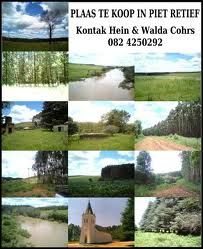 PLAAS TE KOOP IN PIET RETIEF
Kontak Hein & Walda Cohrs
082 4250292